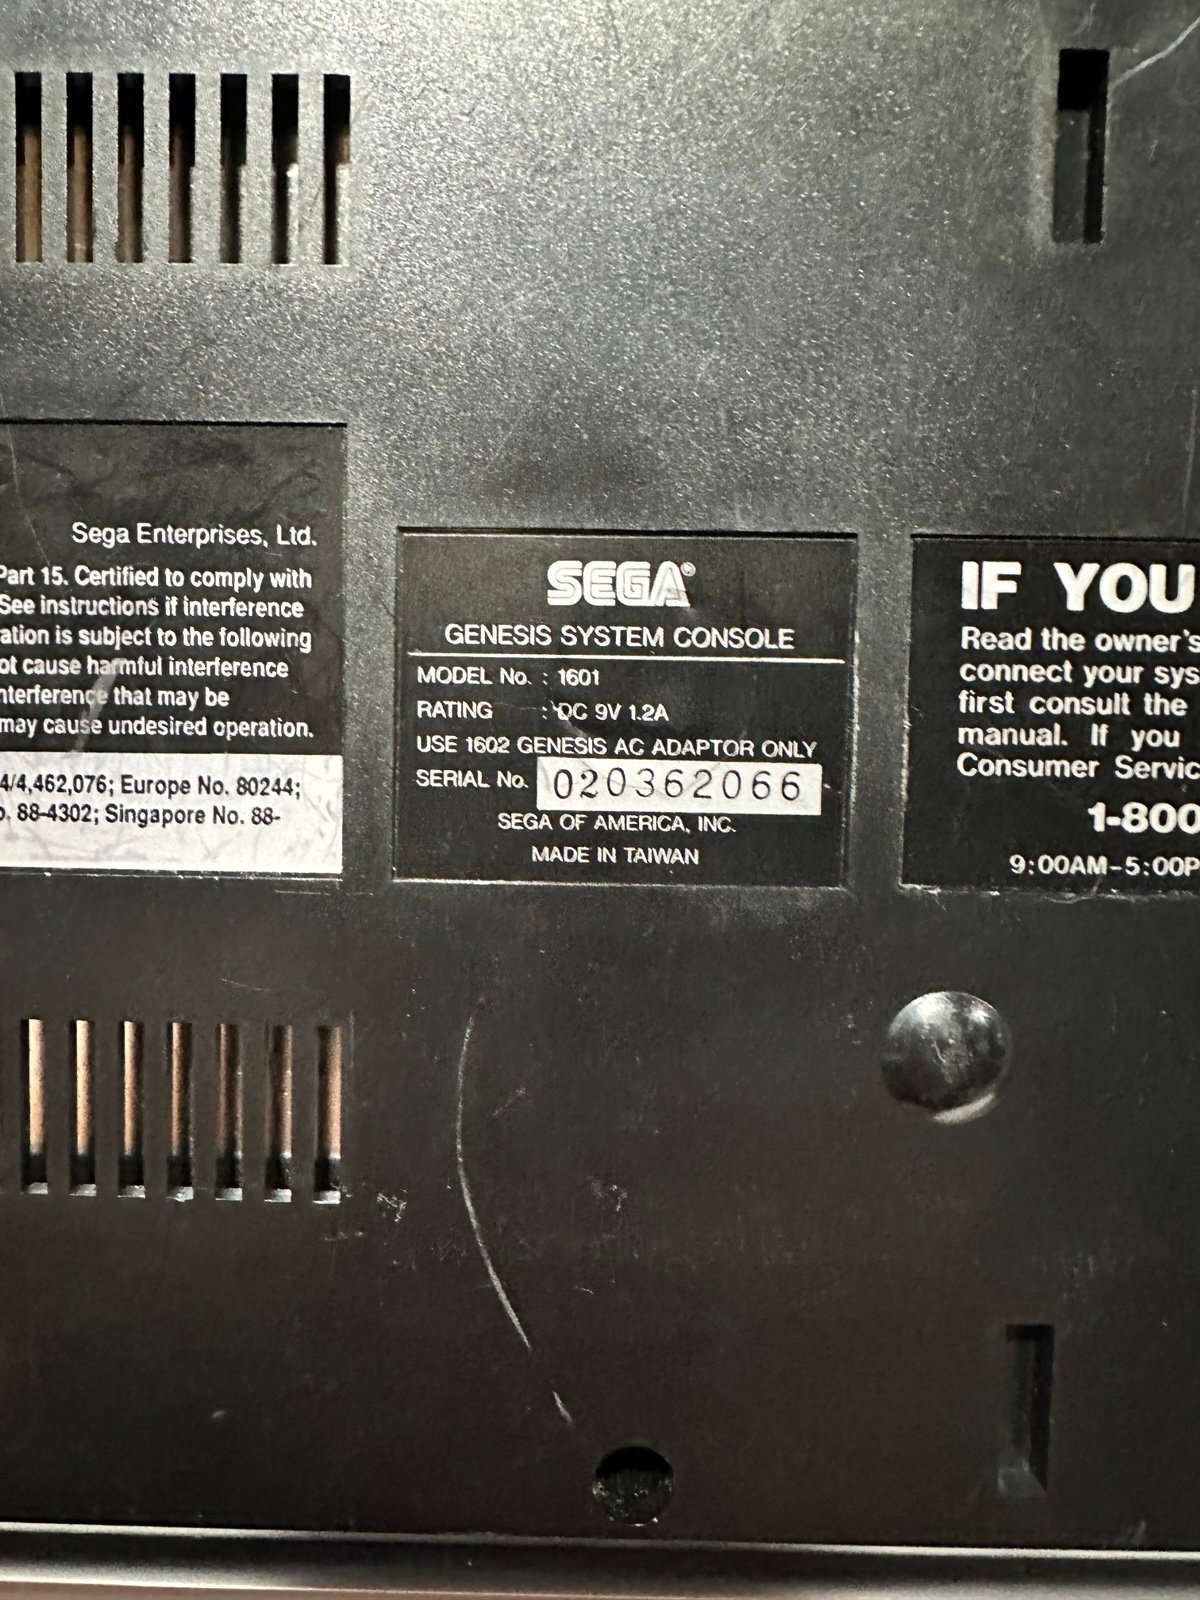 Sega Enterprises, Ltd.
Part 15. Certified to comply with
See instructions if interference
ation is subject to the following
ot cause harmful interference
nterference that may be
may cause undesired operation.
4/4,462,076; Europe No. 80244;
. 88-4302; Singapore No. 88-
SEGA®
GENESIS SYSTEM CONSOLE
MODEL No. : 1601
RATING : DC 9V 1.2A
USE 1602 GENESIS AC ADAPTOR ONLY
SERIAL No. 020362066
SEGA OF AMERICA, INC.
MADE IN TAIWAN
IF YOU
Read the owner's
connect your sys
first consult the
manual. If you
Consumer Servic
1-800
9:00AM-5:00P